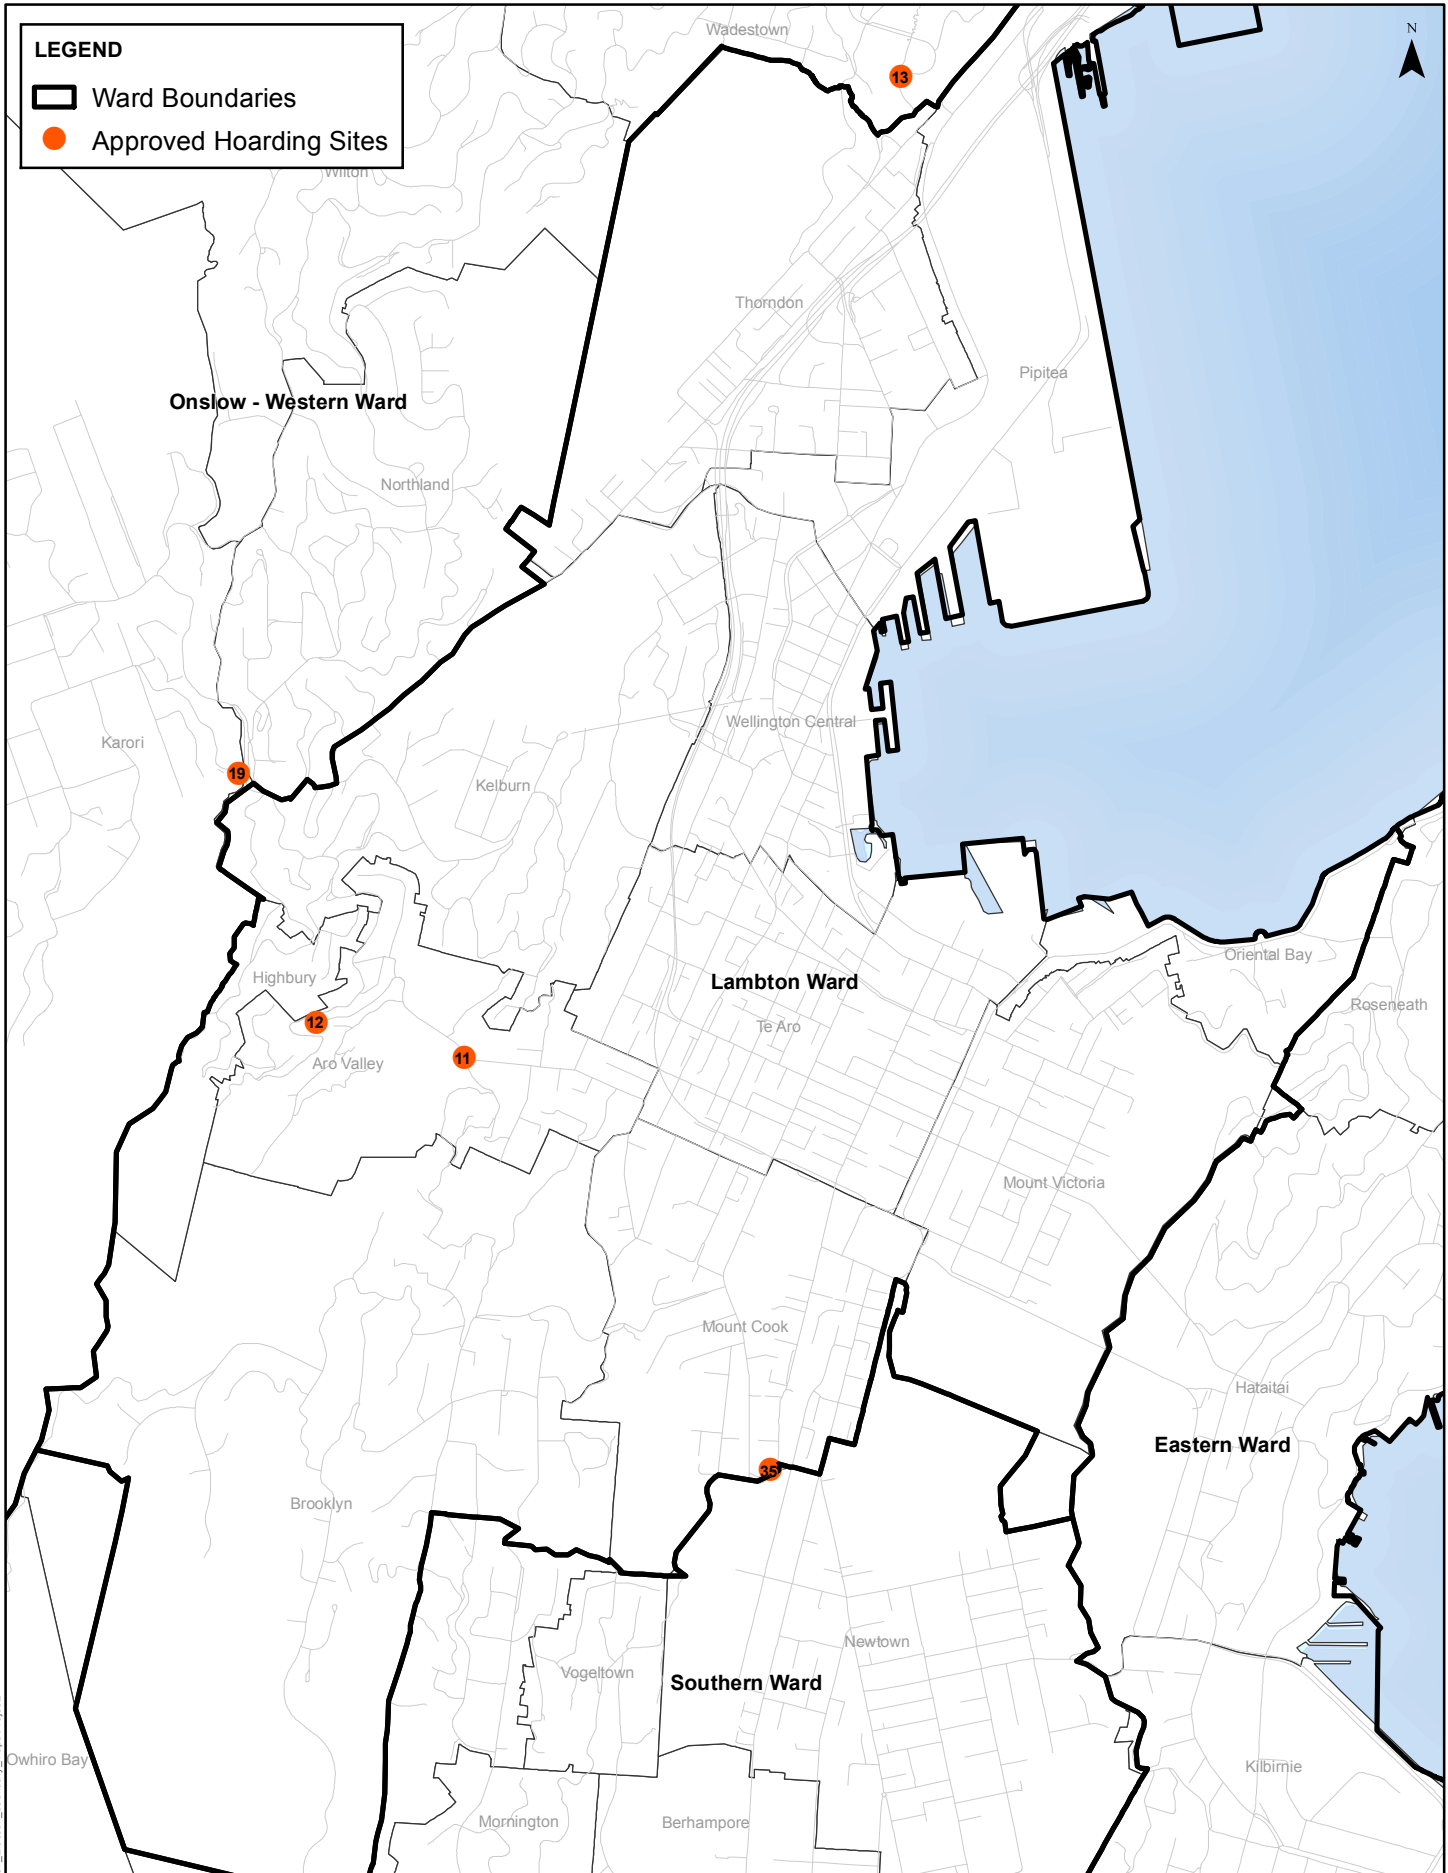 LEGEND
Ward Boundaries
Approved Hoarding Sites
N
Wadestown
13
Wilton
Thorndon
Pipitea
Onslow - Western Ward
Northland
Wellington Central
Karori
19
Kelburn
Oriental Bay
Highbury
Lambton Ward
Roseneath
12
Te Aro
11
Aro Valley
Mount Victoria
Mount Cook
Hataitai
Eastern Ward
35
Brooklyn
Newtown
Vogeltown
Southern Ward
Owhiro Bay
Kilbirnie
Mornington
Berhampore